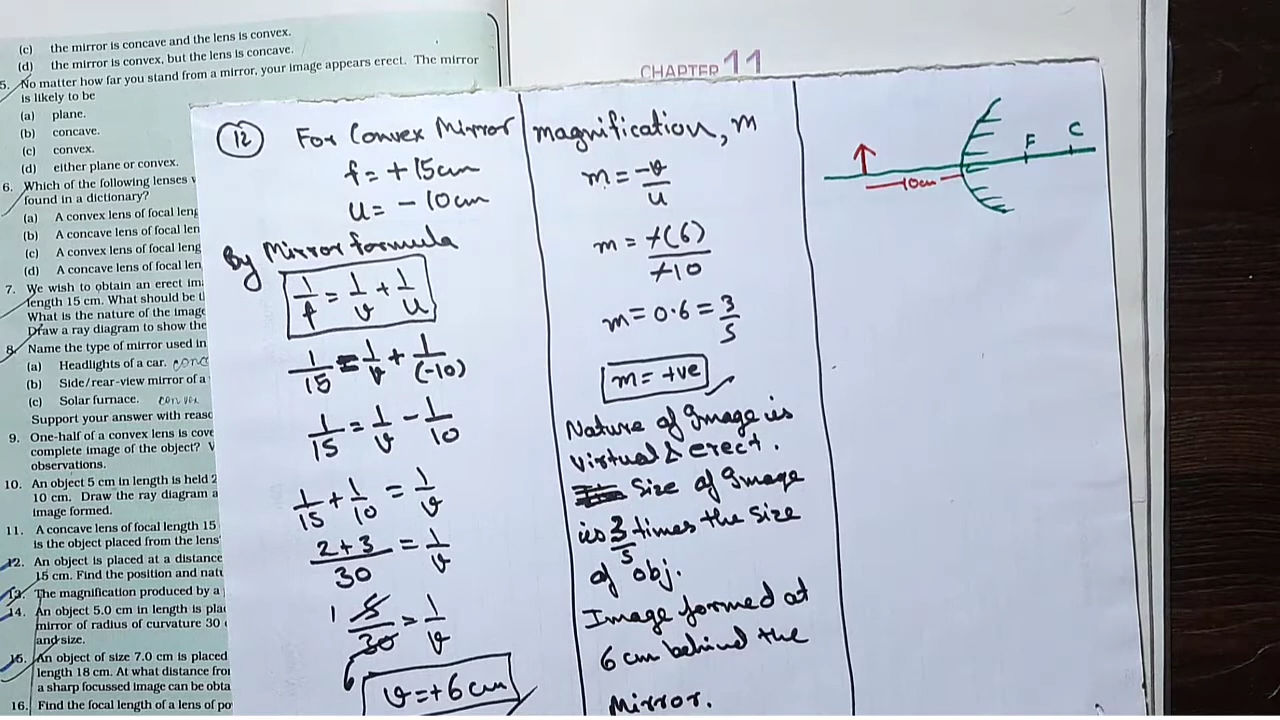 (c) the mirror is concave and the lens is convex.
(d) the mirror is convex, but the lens is concave.
5. No matter how far you stand from a mirror, your image appears erect. The mirror
is likely to be
(a) plane.
(b) concave.
(c) convex.
(d) either plane or convex.
6. Which of the following lenses
found in a dictionary?
(a) A convex lens of focal
(b) A concave lens of focal
(c) A convex lens of focal
(d) A concave lens of focal
7. We wish to obtain an erect
length 15 cm. What should be
What is the nature of the image
Draw a ray diagram to show the
8. Name the type of mirror used in
(a) Headlights of a car.
(b) Side/rear-view mirror of a
(c) Solar furnace.
Support your answer with
9. One-half of a convex lens is
complete image of the object?
observations.
10. An object 5 cm in length is held
10 cm. Draw the ray diagram
image formed.
11. A concave lens of focal length 15
is the object placed from the lens
12. An object is placed at a distance
15 cm. Find the position and
13. The magnification produced by a
14. An object 5.0 cm in length is
mirror of radius of curvature 30
and size.
15. An object of size 7.0 cm is placed
length 18 cm. At what distance
a sharp focussed image can be
16. Find the focal length of a lens of
CHAPTER 11
(12) For Convex Mirror
f = +15cm
u = - 10cm
By Mirror formula
1/f = 1/v + 1/u
1/15 = 1/v + 1/(-10)
1/15 = 1/v - 1/10
1/15 + 1/10 = 1/v
2+3/30 = 1/v
1 5/30 6 = 1/v
v = +6 cm
magnification, m
m = -v/u
m = -(6)/-10
m = 0.6 = 3/5
m = +ve
Nature of Image is
virtual & erect.
Size of Image
is 3/5 times the size
of obj.
Image formed at
6 cm behind the
Mirror.
F C
10cm